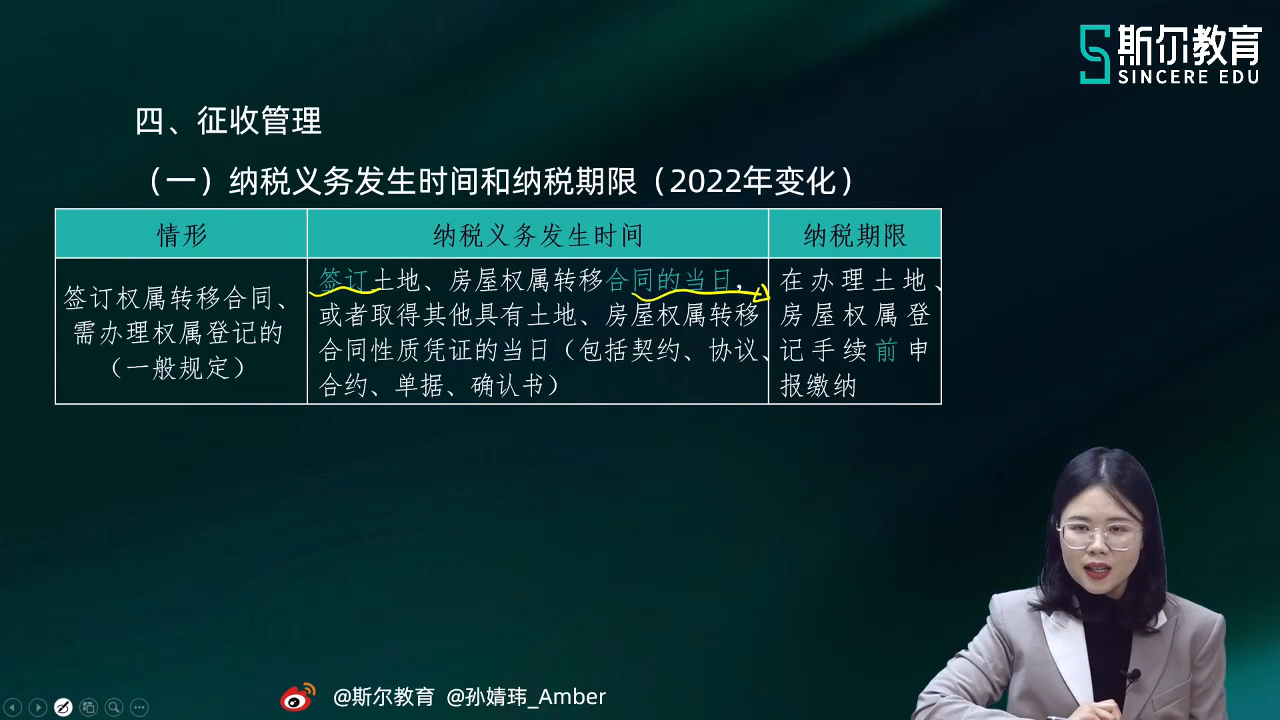 斯尔教育
SINCERE EDU
四、征收管理
（一）纳税义务发生时间和纳税期限（2022年变化）
情形
纳税义务发生时间
纳税期限
签订权属转移合同、
需办理权属登记的
（一般规定）
签订土地、房屋权属转移合同的当日，
或者取得其他具有土地、房屋权属转移
合同性质凭证的当日（包括契约、协议、
合约、单据、确认书）
在办理土地、
房屋权属登
记手续前申
报缴纳
@斯尔教育 @孙婧玮_Amber